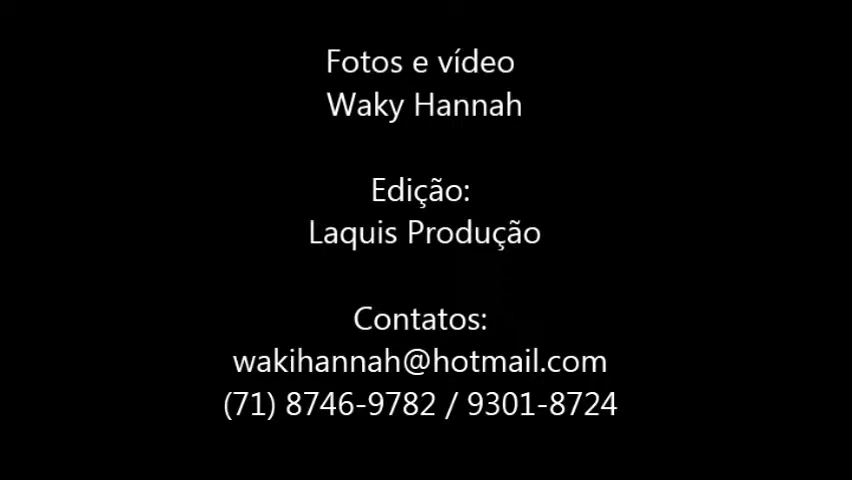 Fotos e vídeo
Waky Hannah
Edição:
Laquis Produção
Contatos:
wakihannah@hotmail.com
(71) 8746-9782 / 9301-8724